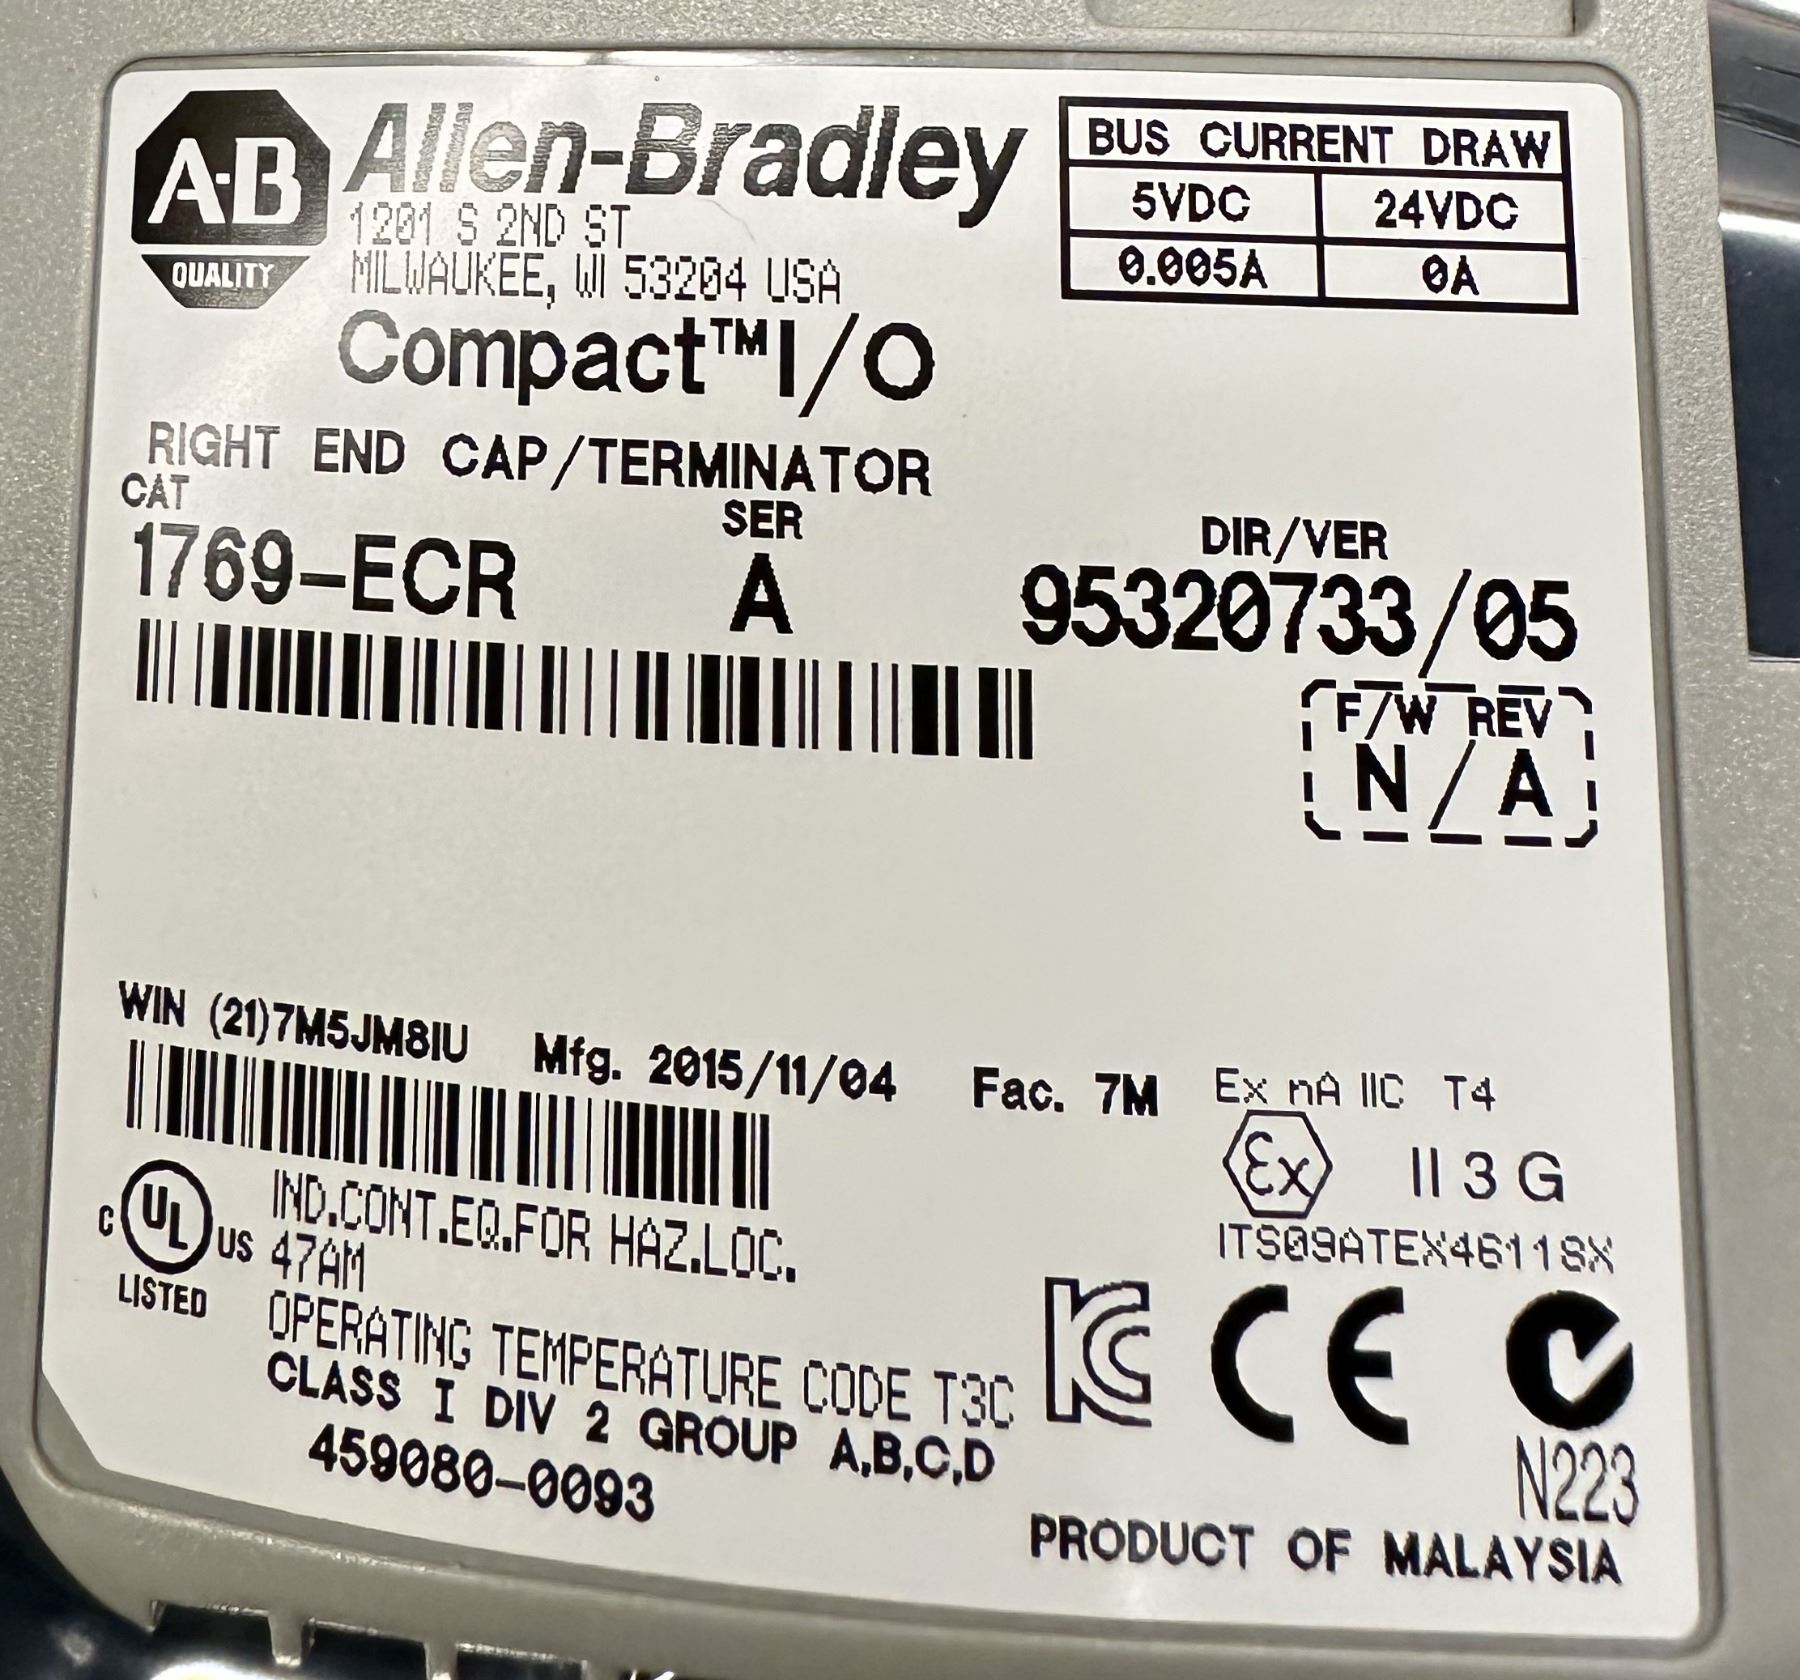 A-B
QUALITY
Allen-Bradley
1201 S 2ND ST
MILWAUKEE, WI 53204 USA
Compact™I/O
BUS CURRENT DRAW
5VDC 24VDC
0.005A 0A
RIGHT END CAP/TERMINATOR
CAT SER DIR/VER
1769-ECR A 95320733/05
F/W REV
N/A
WIN (21)7M5JM8IU Mfg. 2015/11/04 Fac. 7M
Ex nA IIC T4
Ex II 3 G
ITS09ATEX46118X
C UL US
LISTED
IND.CONT.EQ.FOR HAZ.LOC.
47AM
OPERATING TEMPERATURE CODE T3C
CLASS I DIV 2 GROUP A,B,C,D
459080-0093
KC CE
N223
PRODUCT OF MALAYSIA